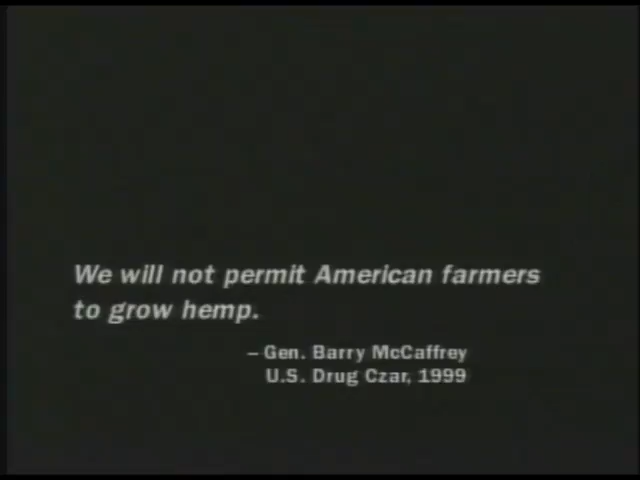 We will not permit American farmers
to grow hemp.
– Gen. Barry McCaffrey
U.S. Drug Czar, 1999